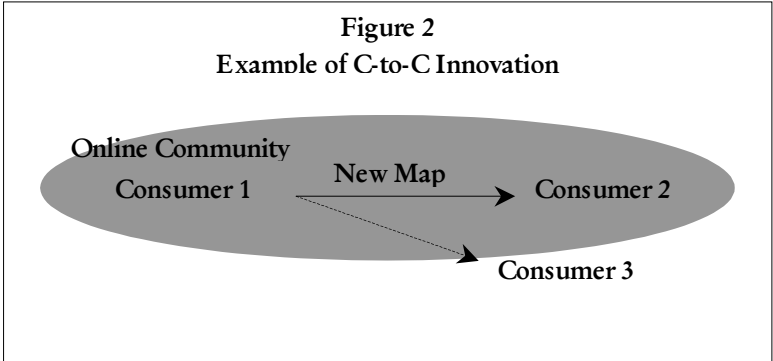 Figure 2
Example of C-to-C Innovation
Online Community
New Map
Consumer 1
Consumer 2
Consumer 3